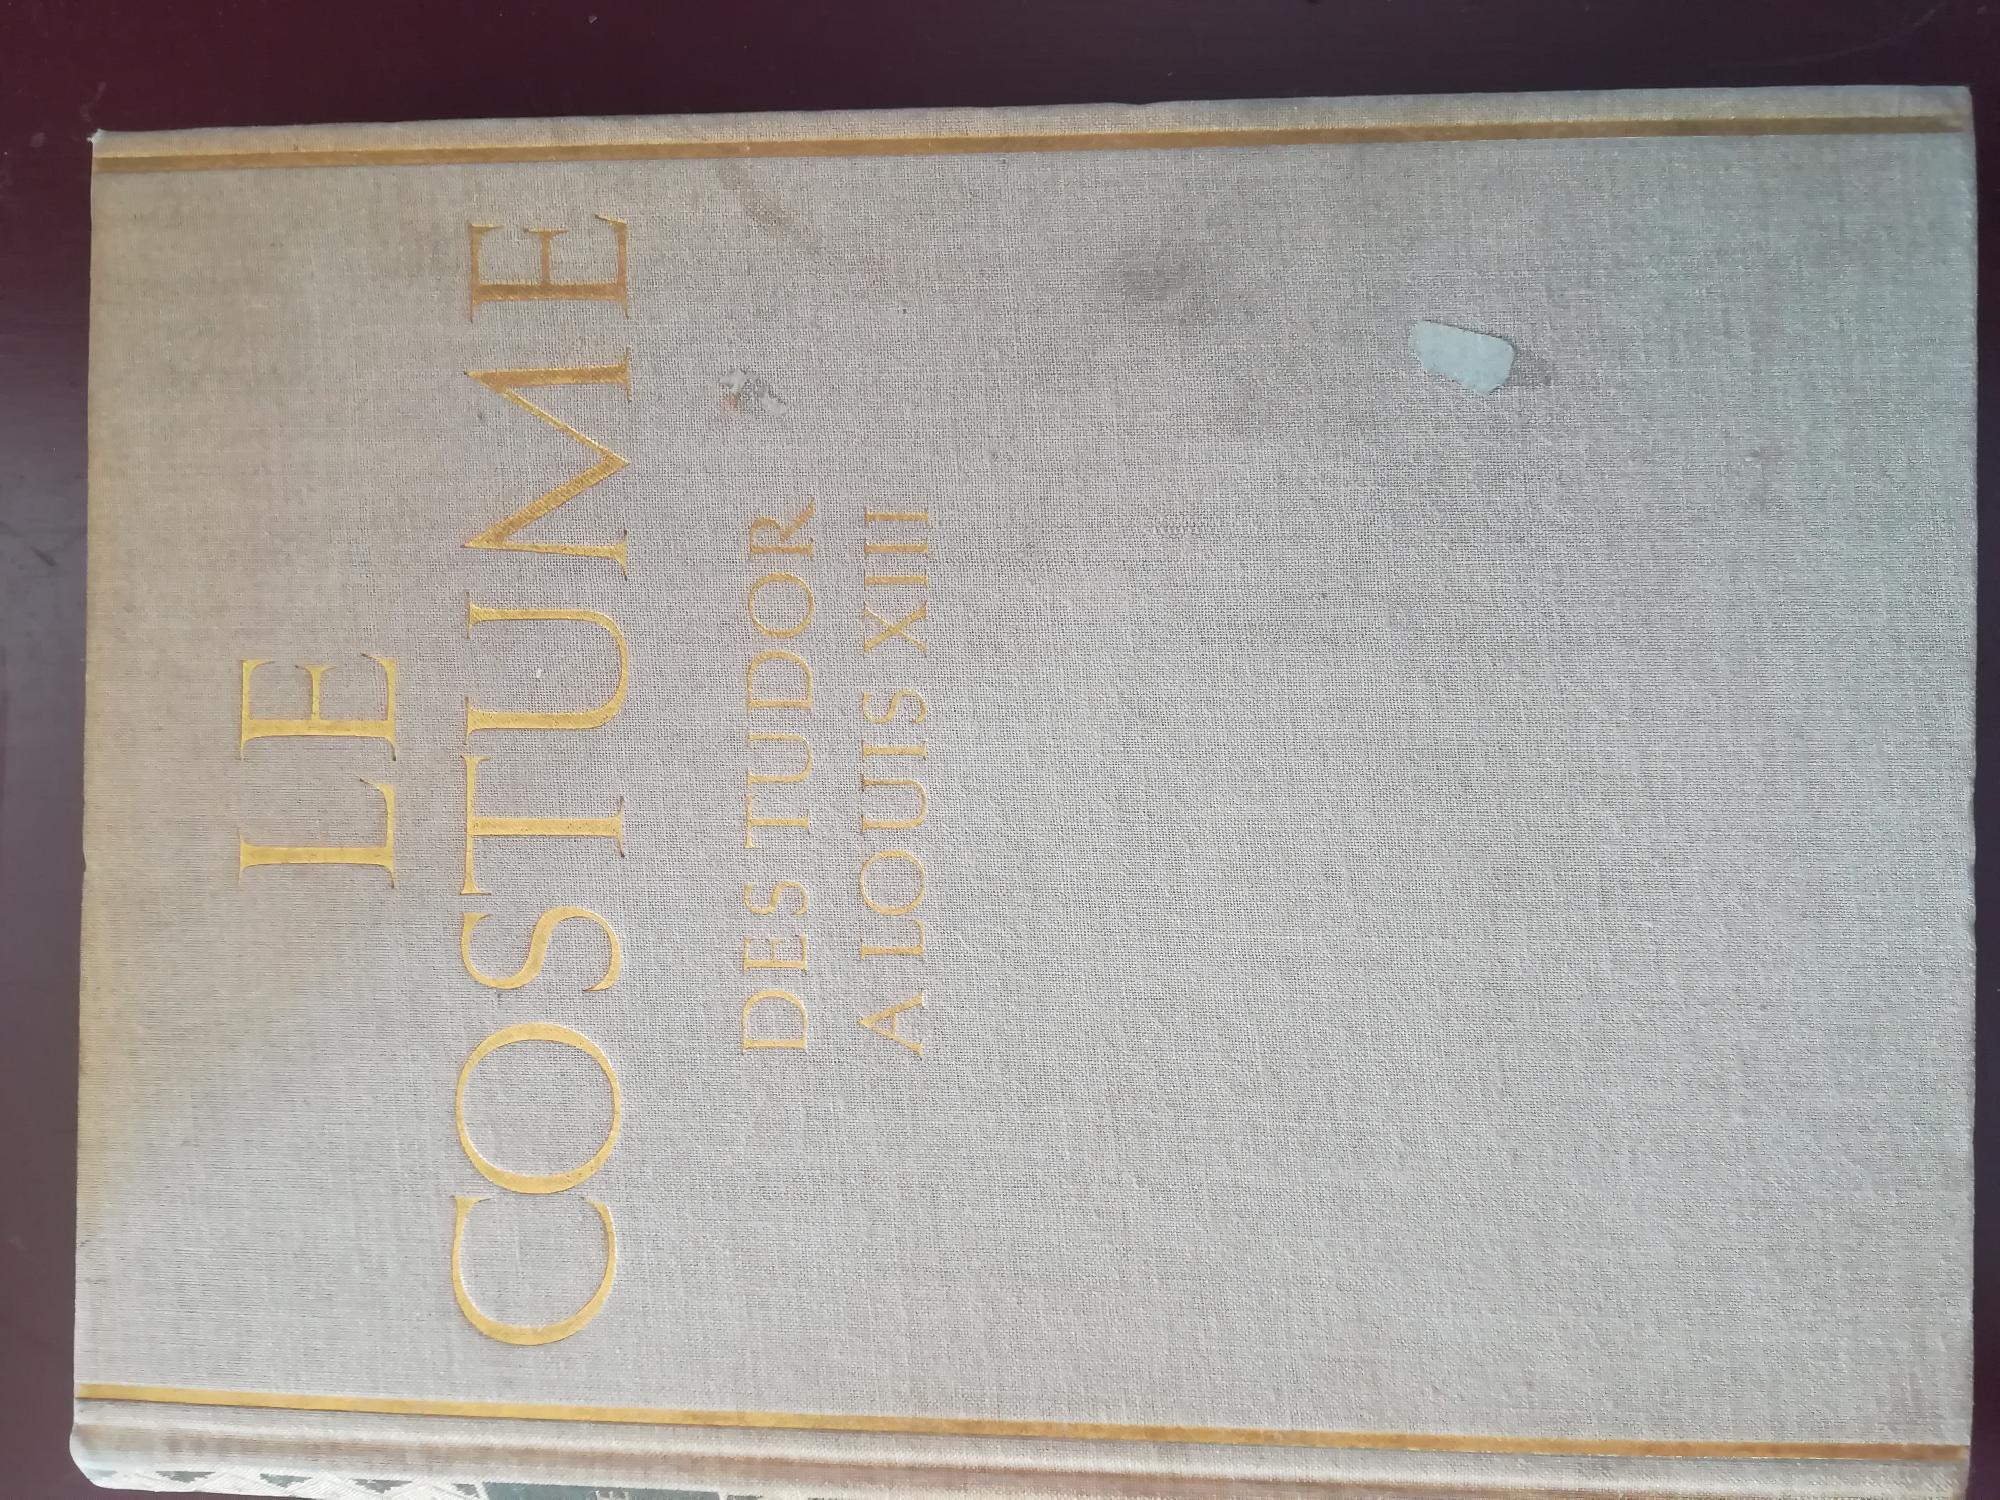 LE
COSTUME
DES TUDOR
A LOUIS XIII